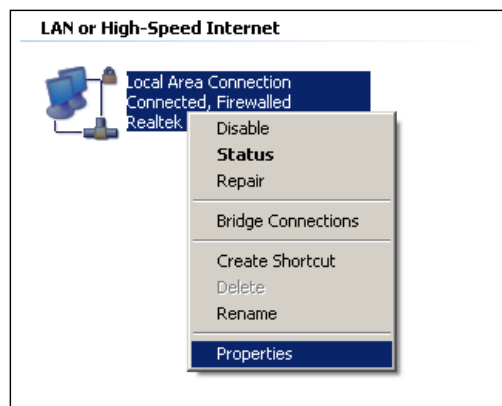 LAN or High-Speed Internet
Local Area Connection
Connected, Firewalled
Realtek
Disable
Status
Repair
Bridge Connections
Create Shortcut
Delete
Rename
Properties